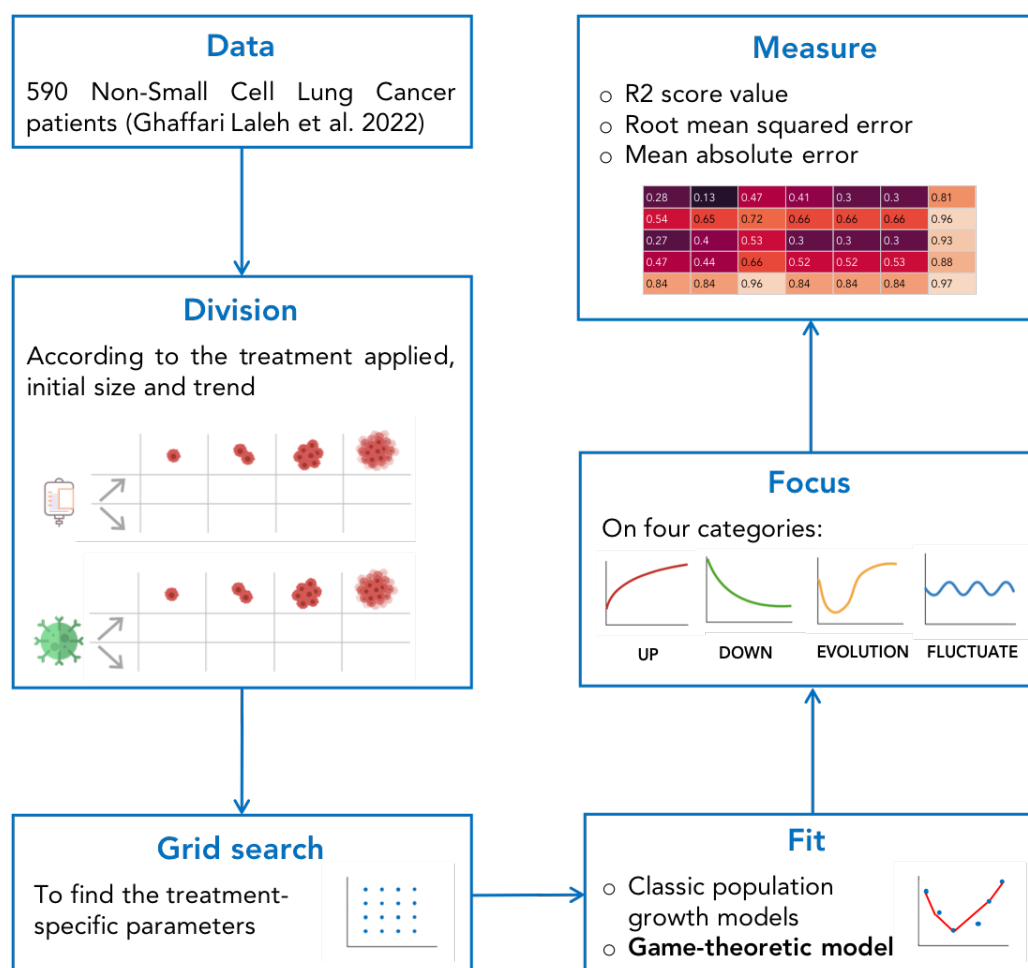 Data
590 Non-Small Cell Lung Cancer
patients (Ghaffari Laleh et al. 2022)
Division
According to the treatment applied,
initial size and trend
Grid search
To find the treatment-
specific parameters
Fit
Classic population
growth models
Game-theoretic model
Focus
On four categories:
UP DOWN EVOLUTION FLUCTUATE
Measure
R2 score value
Root mean squared error
Mean absolute error
0.28 0.13 0.47 0.41 0.3 0.3 0.81
0.54 0.65 0.72 0.66 0.66 0.66 0.96
0.27 0.4 0.53 0.3 0.3 0.3 0.93
0.47 0.44 0.66 0.52 0.52 0.53 0.88
0.84 0.84 0.96 0.84 0.84 0.84 0.97